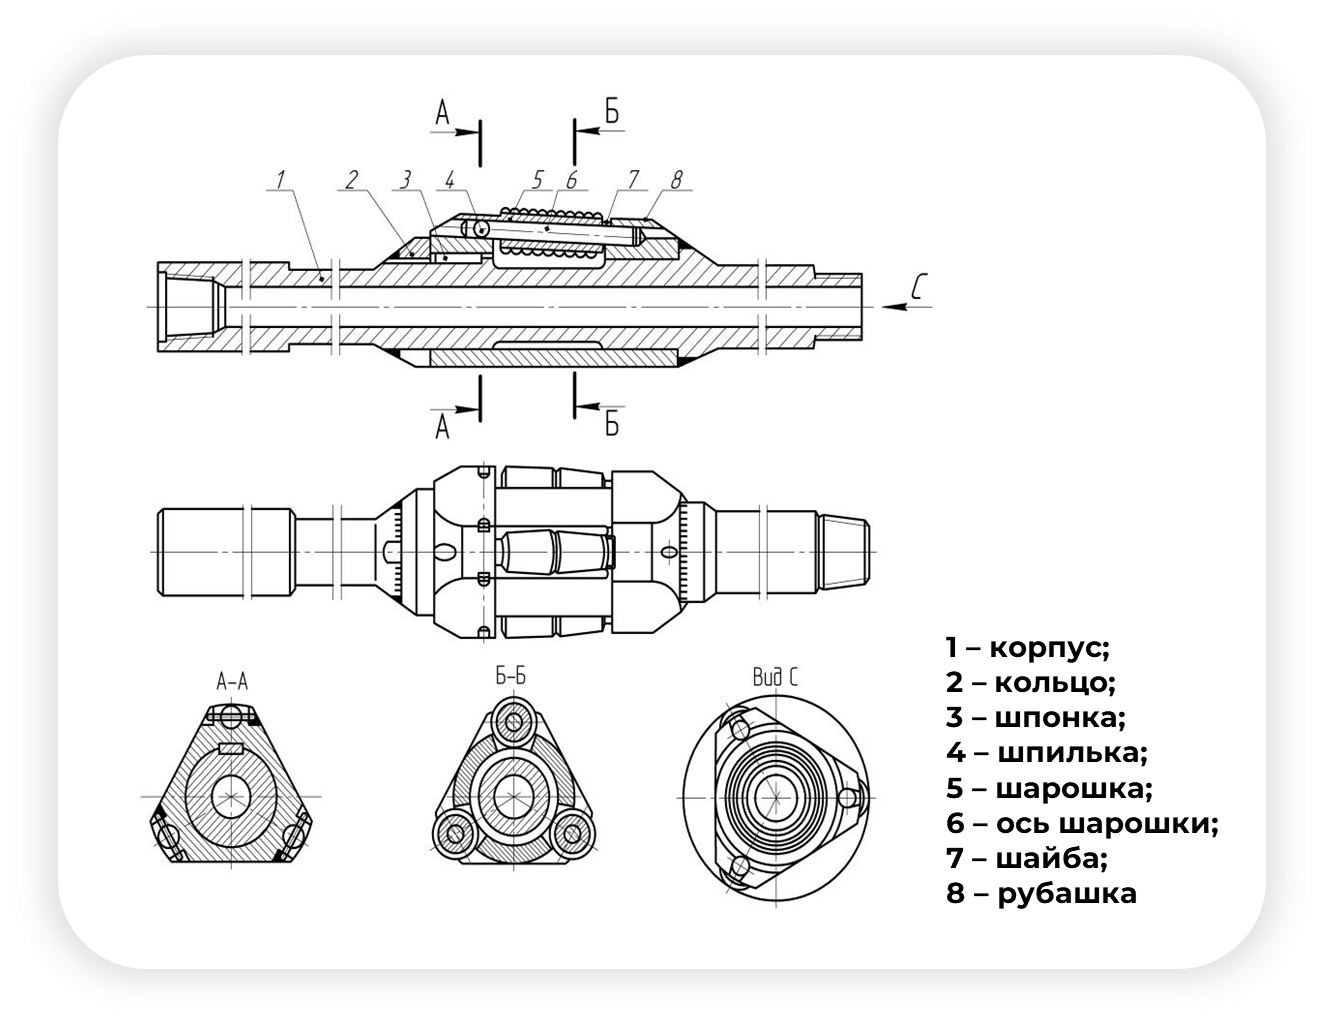 А Б
1 2 3 4 5 6 7 8
С
А Б
А-А
Б-Б
Вид С
1 – корпус;
2 – кольцо;
3 – шпонка;
4 – шпилька;
5 – шарошка;
6 – ось шарошки;
7 – шайба;
8 – рубашка